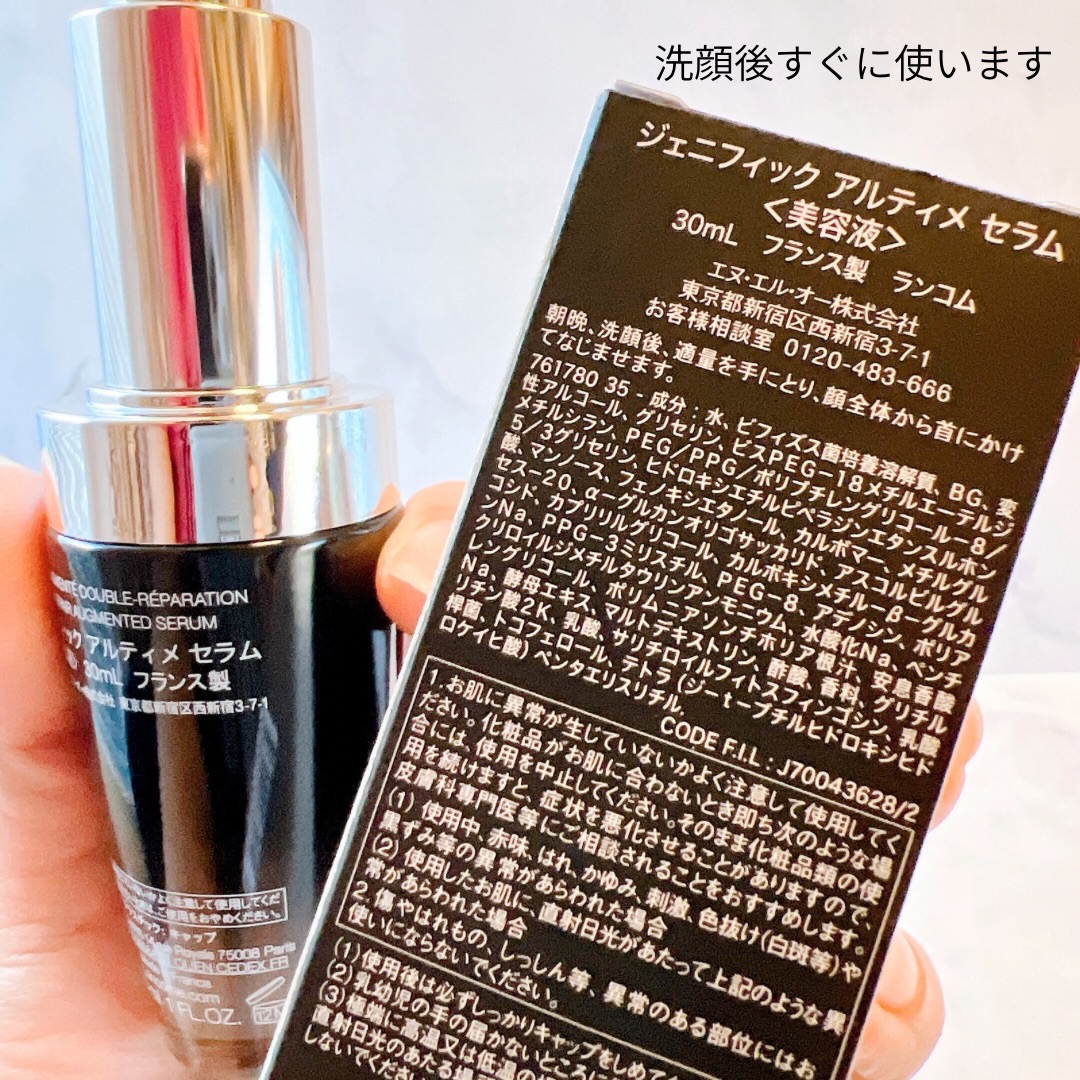 洗顔後すぐに使います
ジェニフィック アルティメ セラム
<美容液>
30mL フランス製 ランコム
エヌ・エル・オー株式会社
東京都新宿区西新宿3-7-1
お客様相談室 0120-483-666
朝晩、洗顔後、適量を手にとり、顔全体から首にかけ
てなじませます。
761780 35 - 成分:水、ビフィズス菌培養溶解質、BG、変
性アルコール、グリセリン、ビスPEG-18メチルエーテルジ
メチルシラン、PEG/PPG/ポリブチレングリコール-8/
5/3グリセリン、ヒドロキシエチルピペラジンエタンスルホン
酸、マンノース、フェノキシエタノール、カルボマー、メチルグル
セス-20、α-グルカンオリゴサッカリド、アスコルビルグル
コシド、カプリリルグリコール、カルボキシメチル-β-グルカ
ンNa、PPG-3ミリスチル、PEG-8、アデノシン、ポリア
クリロイルジメチルタウリンアンモニウム、水酸化Na、ペンチ
レングリコール、ポリムニアソンチホリア根汁、安息香酸
Na、酵母エキス、マルトデキストリン、酢酸、香料、グリチル
リチン酸2K、乳酸、サリチロイルフィトスフィンゴシン、乳酸
桿菌、トコフェロール、テトラ(ジ-t-ブチルヒドロキシヒド
ロケイヒ酸)ペンタエリスリチル
CODE F.I.L : J70043628/2
1. お肌に異常が生じていないかよく注意して使用してく
ださい。化粧品がお肌に合わないとき即ち次のような場
合には、使用を中止してください。そのまま化粧品類の使
用を続けますと、症状を悪化させることがありますので、
皮膚科専門医等にご相談されることをおすすめします。
(1) 使用中、赤味、はれ、かゆみ、刺激、色抜け(白斑等)や
黒ずみ等の異常があらわれた場合
(2) 使用したお肌に、直射日光があたって上記のような異
常があらわれた場合
2. 傷やはれもの、しっしん等、異常のある部位にはお
使いにならないでください。
(1)使用後は必ずしっかりキャップをしめて
(2)乳幼児の手の届かないところに
(3)極端に高温又は低温の
直射日光のあたる場
しないでくださ
DOUBLE-RÉPARATION
AUGMENTED SERUM
ック アルティメ セラム
30mL フランス製
東京都新宿区西新宿3-7-1
注意して使用してくだ
ご使用をおやめください。
キャップ
Royale 75008 Paris
CEDEX FR
FL.OZ.